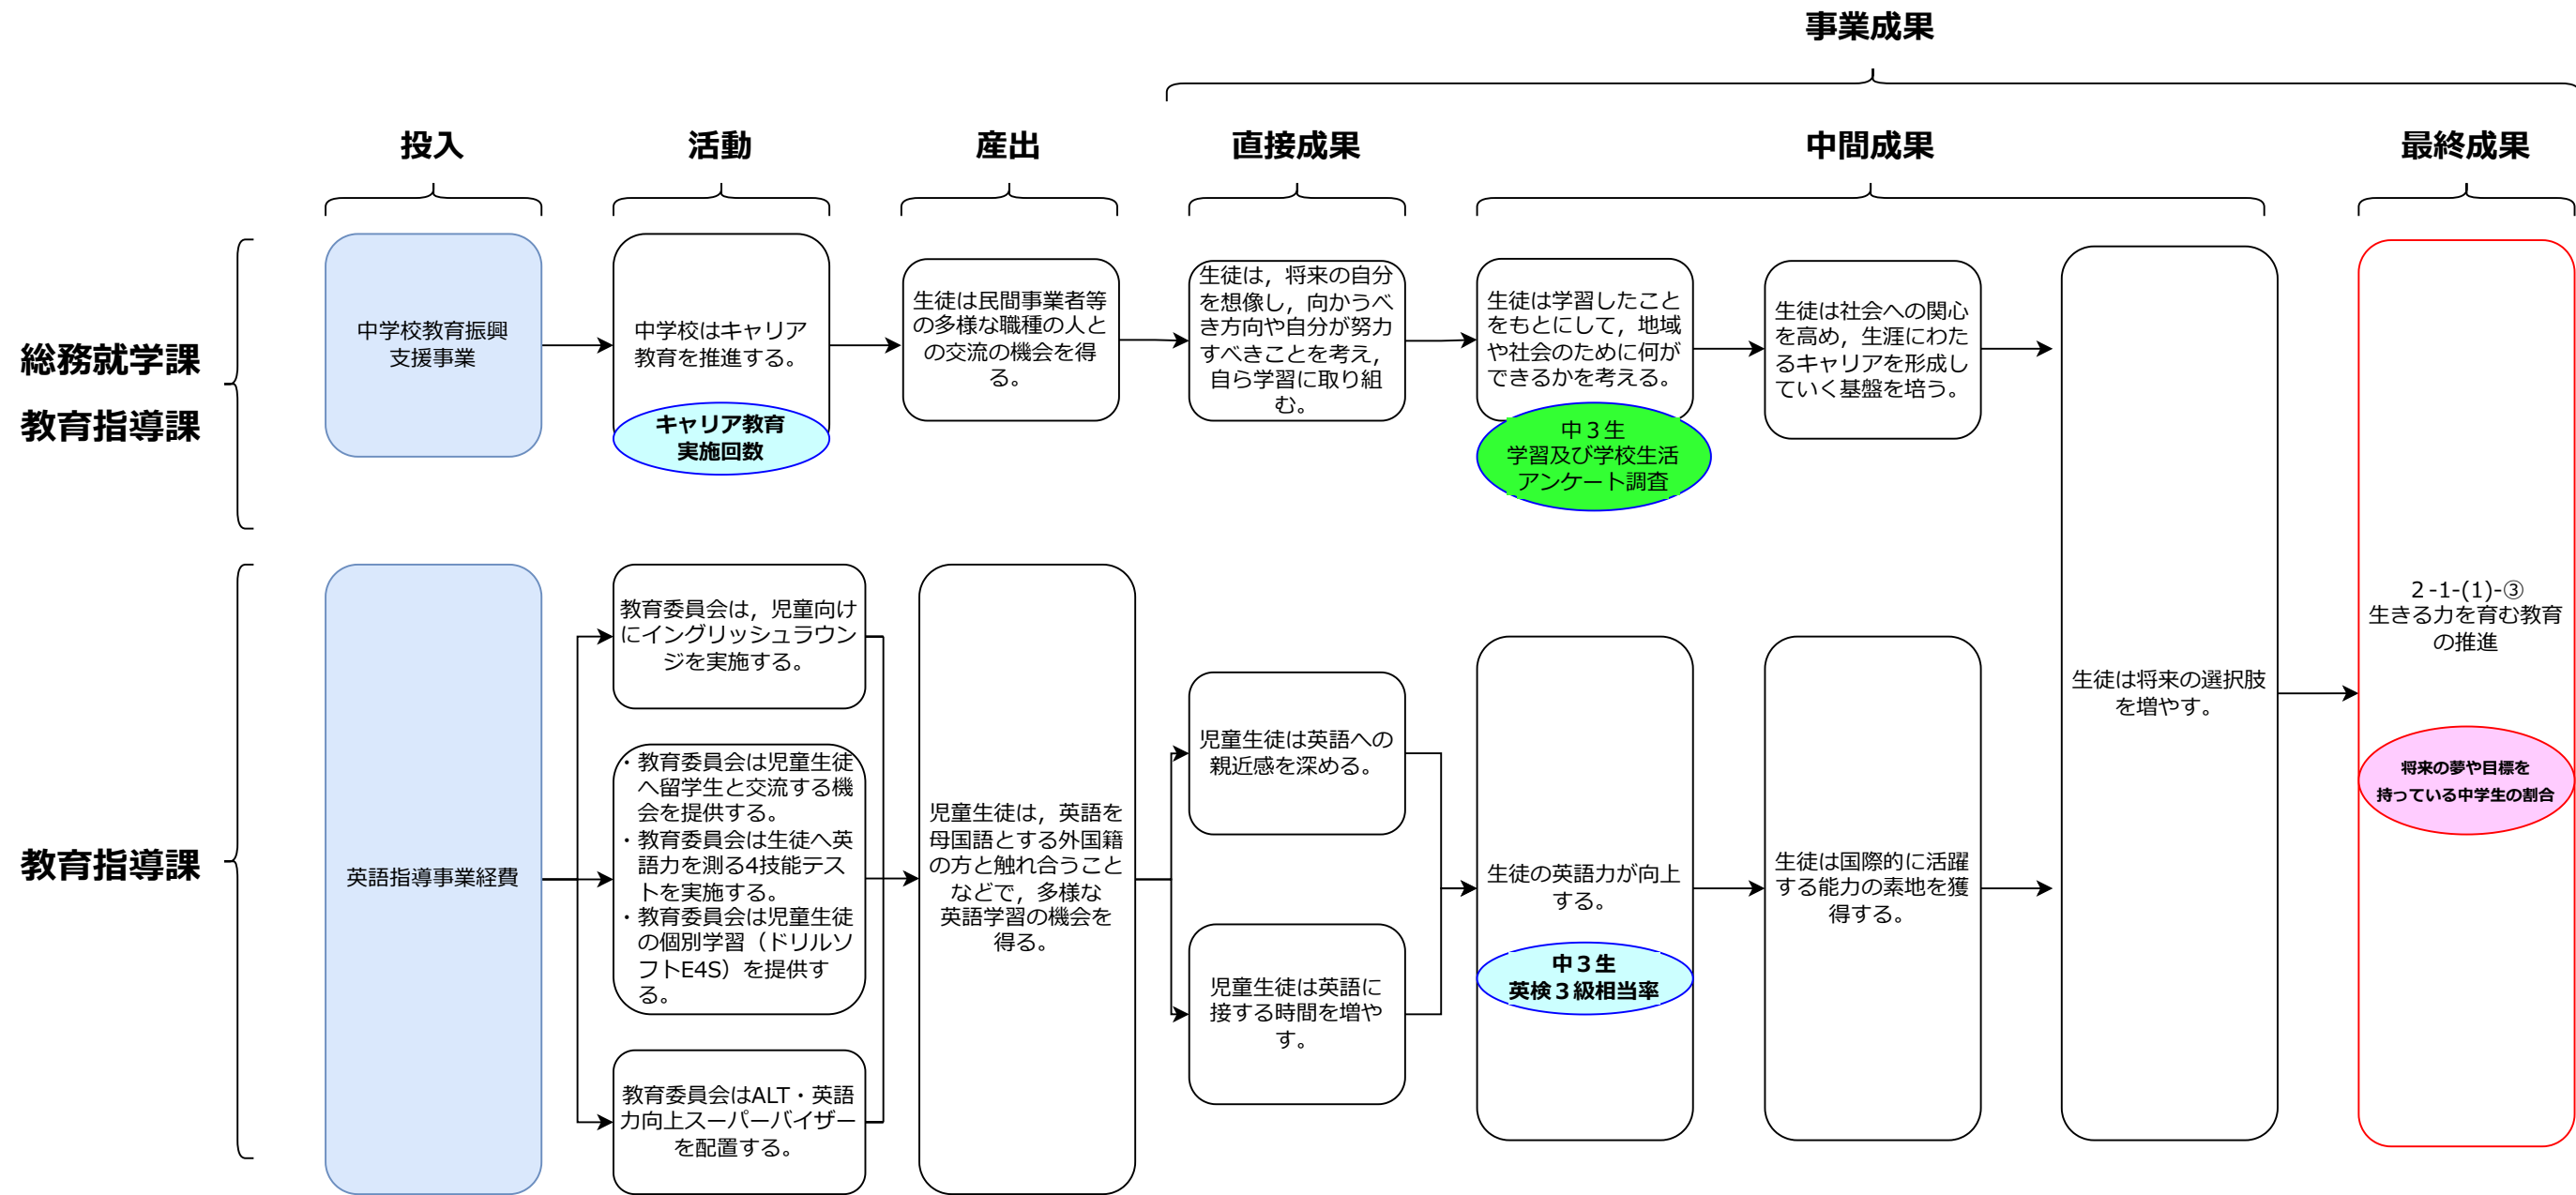 事業成果
投入
活動
産出
直接成果
中間成果
最終成果
総務就学課
教育指導課
中学校教育振興
支援事業
中学校はキャリア
教育を推進する。
キャリア教育
実施回数
生徒は民間事業者等
の多様な職種の人と
の交流の機会を得
る。
生徒は，将来の自分
を想像し，向かうべ
き方向や自分が努力
すべきことを考え，
自ら学習に取り組
む。
生徒は学習したこと
をもとにして，地域
や社会のために何が
できるかを考える。
中３生
学習及び学校生活
アンケート調査
生徒は社会への関心
を高め，生涯にわた
るキャリアを形成し
ていく基盤を培う。
教育指導課
英語指導事業経費
教育委員会は，児童向け
にイングリッシュラウン
ジを実施する。
・教育委員会は児童生徒
へ留学生と交流する機
会を提供する。
・教育委員会は生徒へ英
語力を測る4技能テス
トを実施する。
・教育委員会は児童生徒
の個別学習（ドリルソ
フトE4S）を提供す
る。
教育委員会はALT・英語
力向上スーパーバイザー
を配置する。
児童生徒は，英語を
母国語とする外国籍
の方と触れ合うこと
などで，多様な
英語学習の機会を
得る。
児童生徒は英語への
親近感を深める。
児童生徒は英語に
接する時間を増や
す。
生徒の英語力が向上
する。
中３生
英検３級相当率
生徒は国際的に活躍
する能力の素地を獲
得する。
生徒は将来の選択肢
を増やす。
２-1-(1)-③
生きる力を育む教育
の推進
将来の夢や目標を
持っている中学生の割合